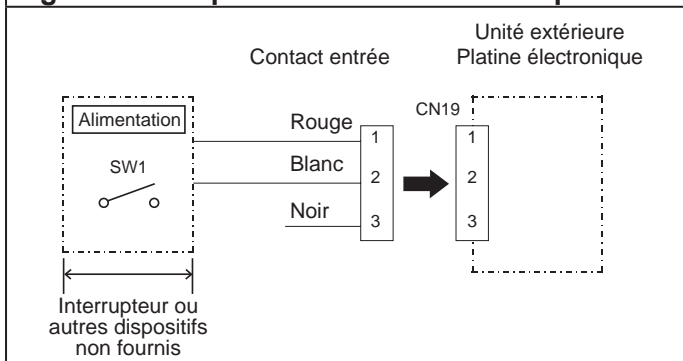 Unité extérieure
Contact entrée
Platine électronique
CN19
Alimentation
Rouge
1
1
SW1
Blanc
2
2
Noir
3
3
Interrupteur ou
autres dispositifs
non fournis